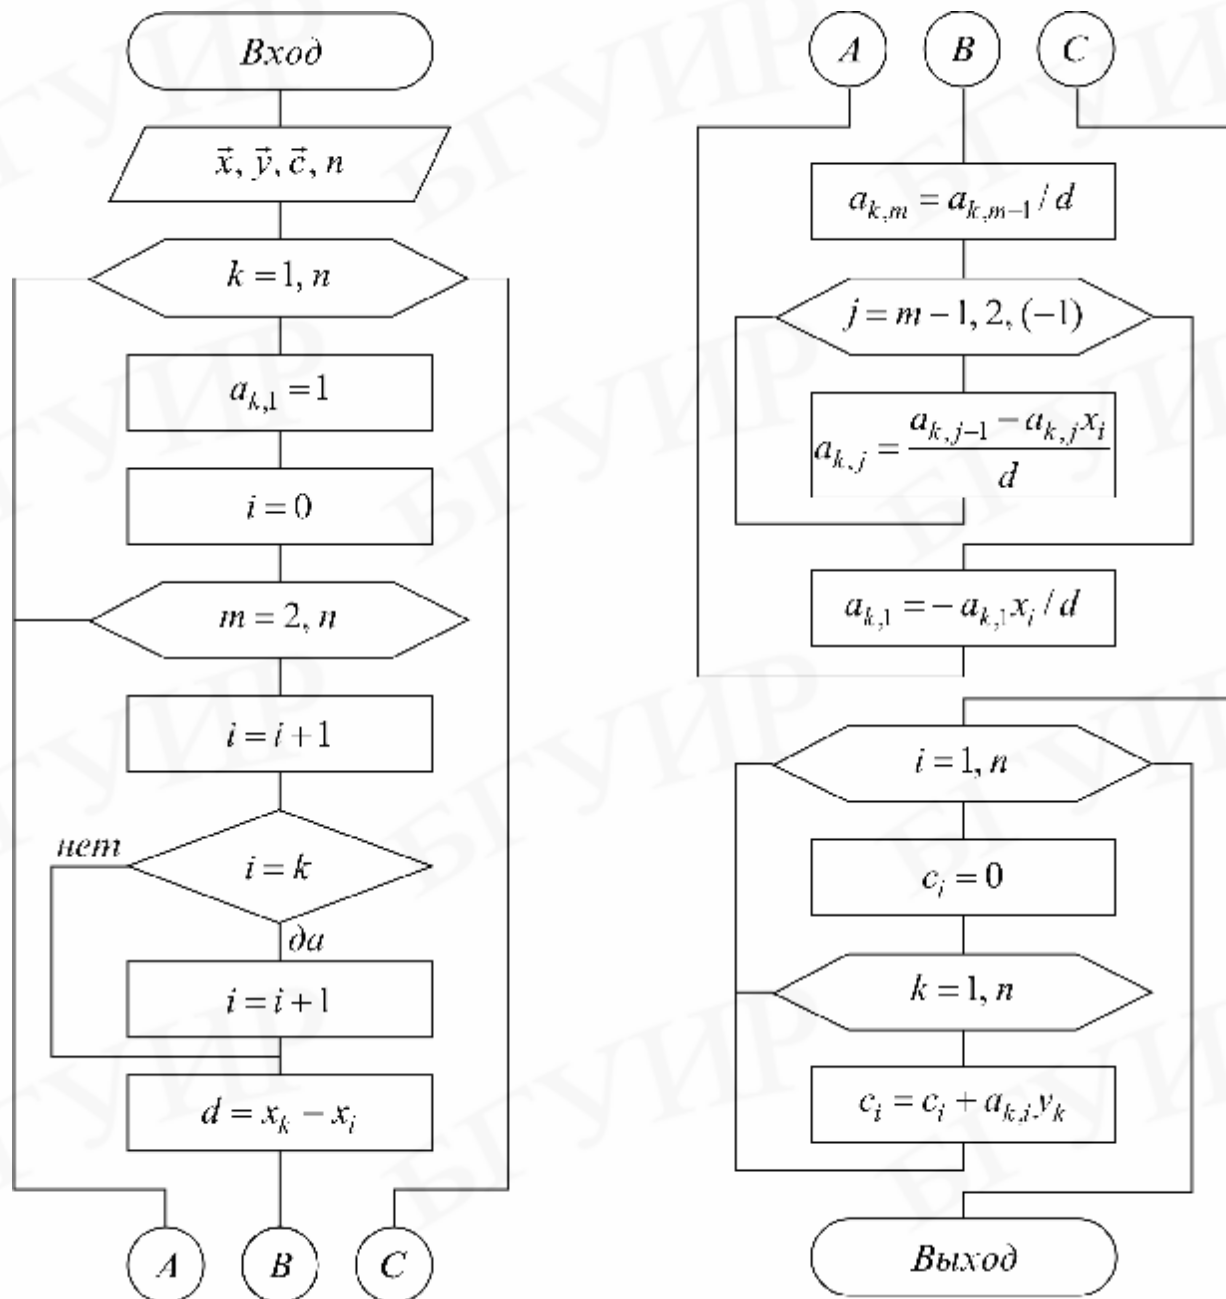 Вход
x⃗, y⃗, c⃗, n
k = 1, n
a_{k,1} = 1
i = 0
m = 2, n
i = i + 1
нет
i = k
да
i = i + 1
d = x_k − x_i
A B C
A B C
a_{k,m} = a_{k,m−1} / d
j = m − 1, 2, (−1)
a_{k,j} = (a_{k,j−1} − a_{k,j} x_i) / d
a_{k,1} = − a_{k,1} x_i / d
i = 1, n
c_i = 0
k = 1, n
c_i = c_i + a_{k,i} y_k
Выход
БГУИР